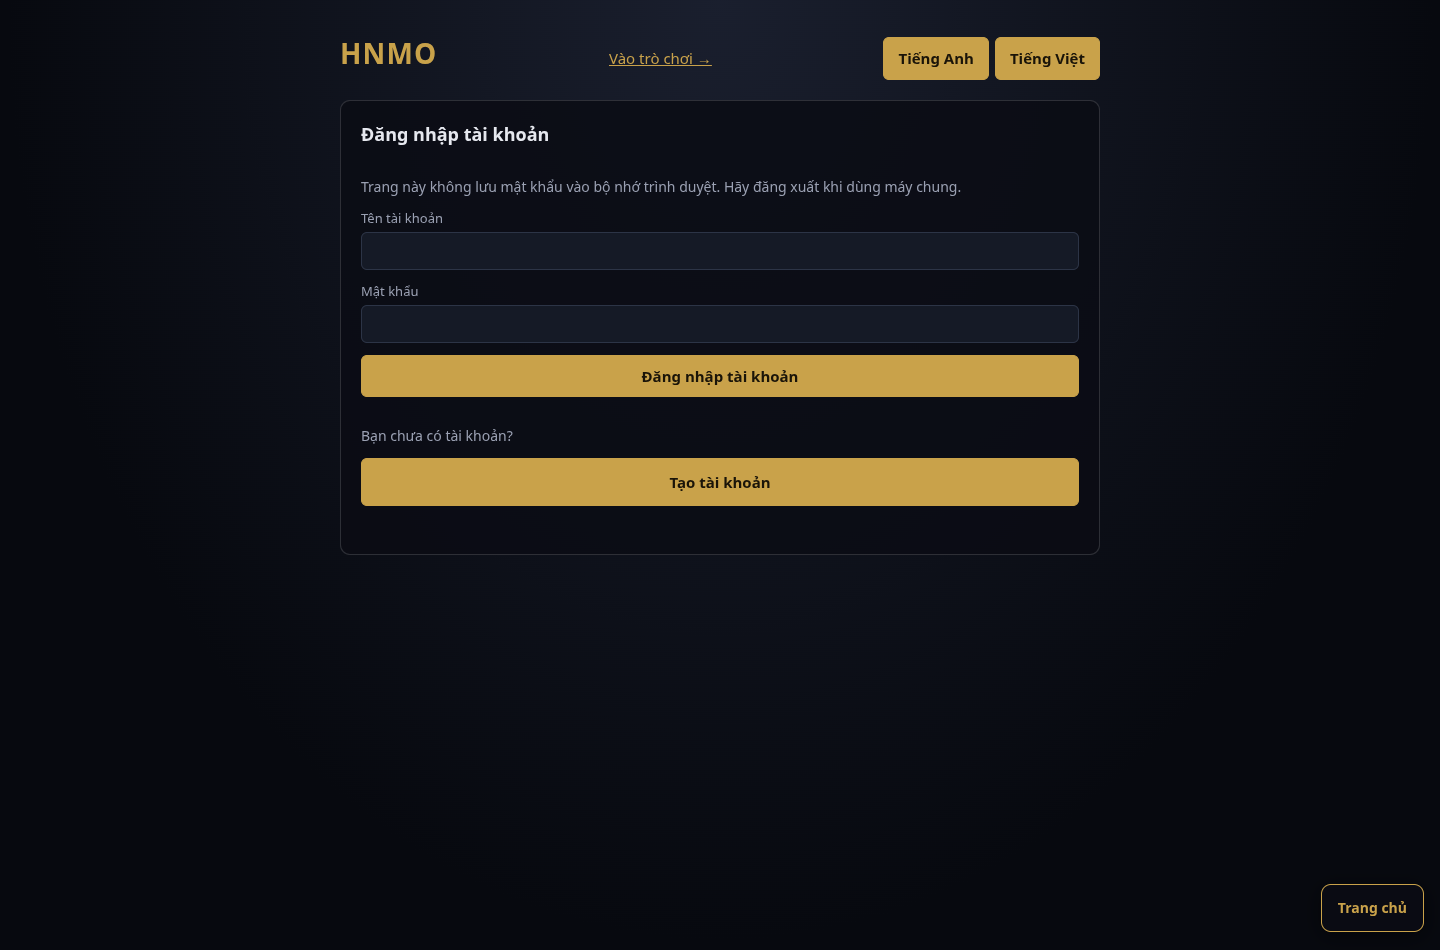 HNMO
Vào trò chơi →
Tiếng Anh
Tiếng Việt
Đăng nhập tài khoản
Trang này không lưu mật khẩu vào bộ nhớ trình duyệt. Hãy đăng xuất khi dùng máy chung.
Tên tài khoản
Mật khẩu
Đăng nhập tài khoản
Bạn chưa có tài khoản?
Tạo tài khoản
Trang chủ